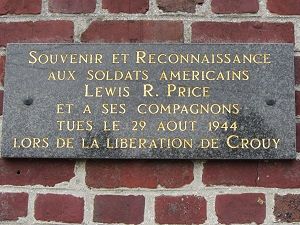 SOUVENIR ET RECONNAISSANCE
AUX SOLDATS AMERICAINS
LEWIS R. PRICE
ET A SES COMPAGNONS
TUES LE 29 AOUT 1944
LORS DE LA LIBERATION DE CROUY